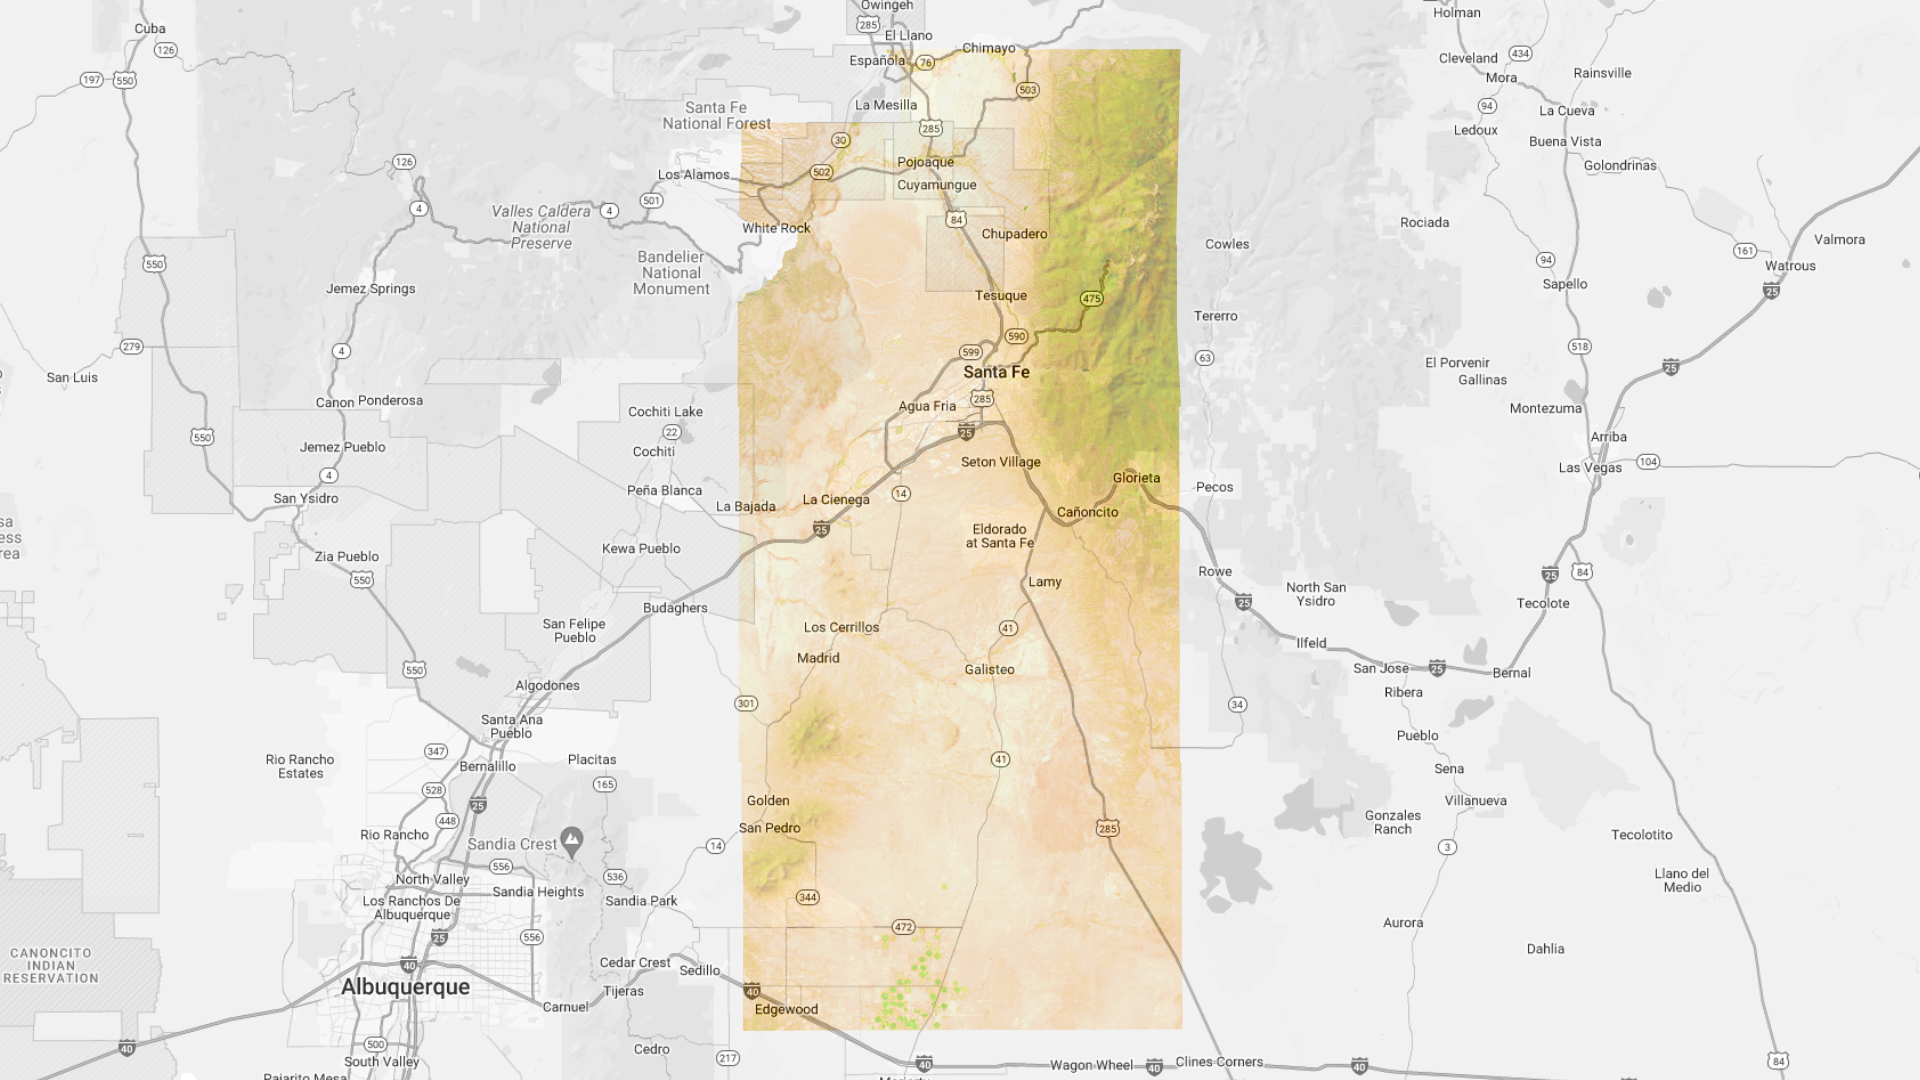 Owingeh
Holman
Cuba
285
El Llano
126
Chimayo
434
Española
76
Cleveland
197
550
Mora
Rainsville
503
La Mesilla
94
Santa Fe
National Forest
La Cueva
285
Ledoux
30
Buena Vista
126
Pojoaque
Golondrinas
502
Los Alamos
Cuyamungue
501
4
4
Valles Caldera
National
Preserve
84
Rociada
White Rock
Chupadero
Valmora
Cowles
161
Bandelier
National
Monument
94
550
Watrous
Jemez Springs
Sapello
25
Tesuque
475
Tererro
590
279
518
4
599
63
El Porvenir
25
Santa Fe
San Luis
Gallinas
285
Canon
Ponderosa
Agua Fria
Montezuma
Cochiti Lake
22
25
550
Arriba
Jemez Pueblo
Cochiti
Seton Village
Las Vegas
104
4
Glorieta
Peña Blanca
Pecos
14
San Ysidro
La Cienega
La Bajada
Cañoncito
25
Eldorado
at Santa Fe
Kewa Pueblo
Zia Pueblo
Rowe
84
25
550
Lamy
North San
Ysidro
25
Tecolote
Budaghers
San Felipe
Pueblo
Los Cerrillos
41
Ilfeld
Madrid
Galisteo
San Jose
25
Bernal
550
Algodones
Ribera
301
34
Santa Ana
Pueblo
Pueblo
347
Rio Rancho
Estates
Placitas
41
Bernalillo
Sena
165
528
Golden
Villanueva
25
448
San Pedro
Gonzales
Ranch
285
Rio Rancho
Tecolotito
Sandia Crest
14
3
556
536
North Valley
Llano del
Medio
Sandia Heights
344
Los Ranchos De
Albuquerque
Sandia Park
Aurora
472
25
556
Dahlia
CANONCITO
INDIAN
RESERVATION
Cedar Crest
40
Sedillo
Albuquerque
Tijeras
40
Carnuel
Edgewood
500
40
Cedro
217
South Valley
40
Wagon Wheel
40
Clines Corners
40
84
Pajarito Mesa